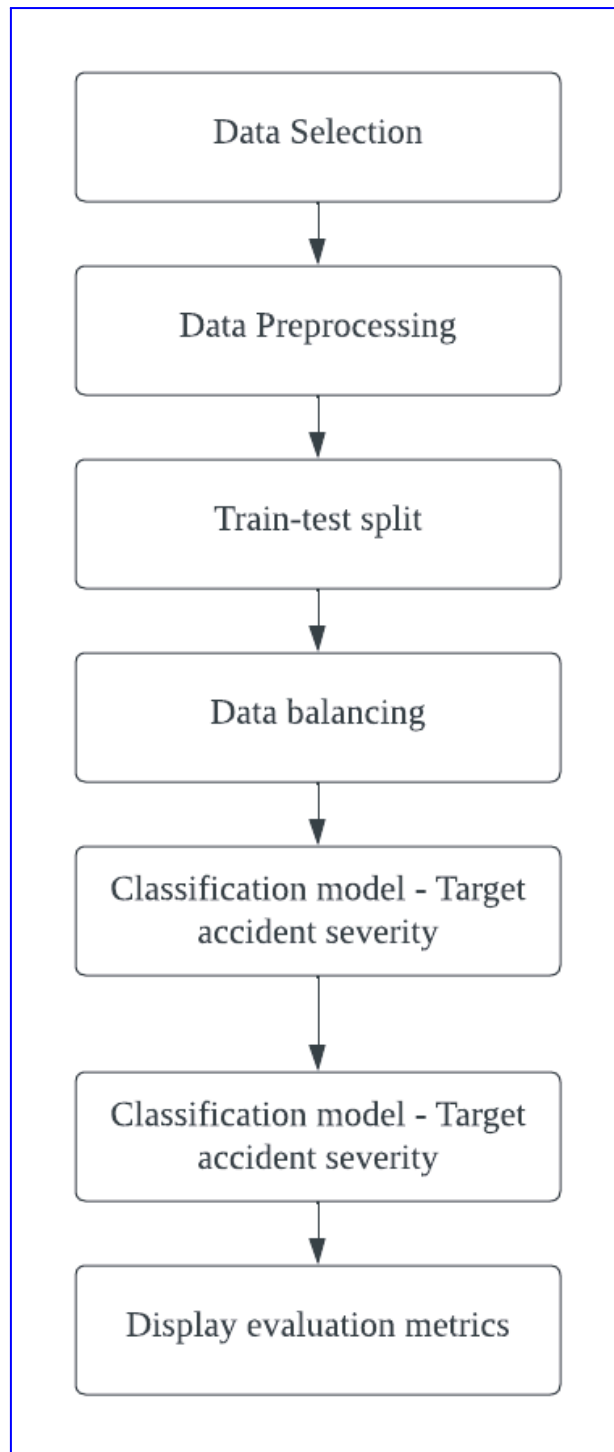 Data Selection
Data Preprocessing
Train-test split
Data balancing
Classification model - Target
accident severity
Classification model - Target
accident severity
Display evaluation metrics